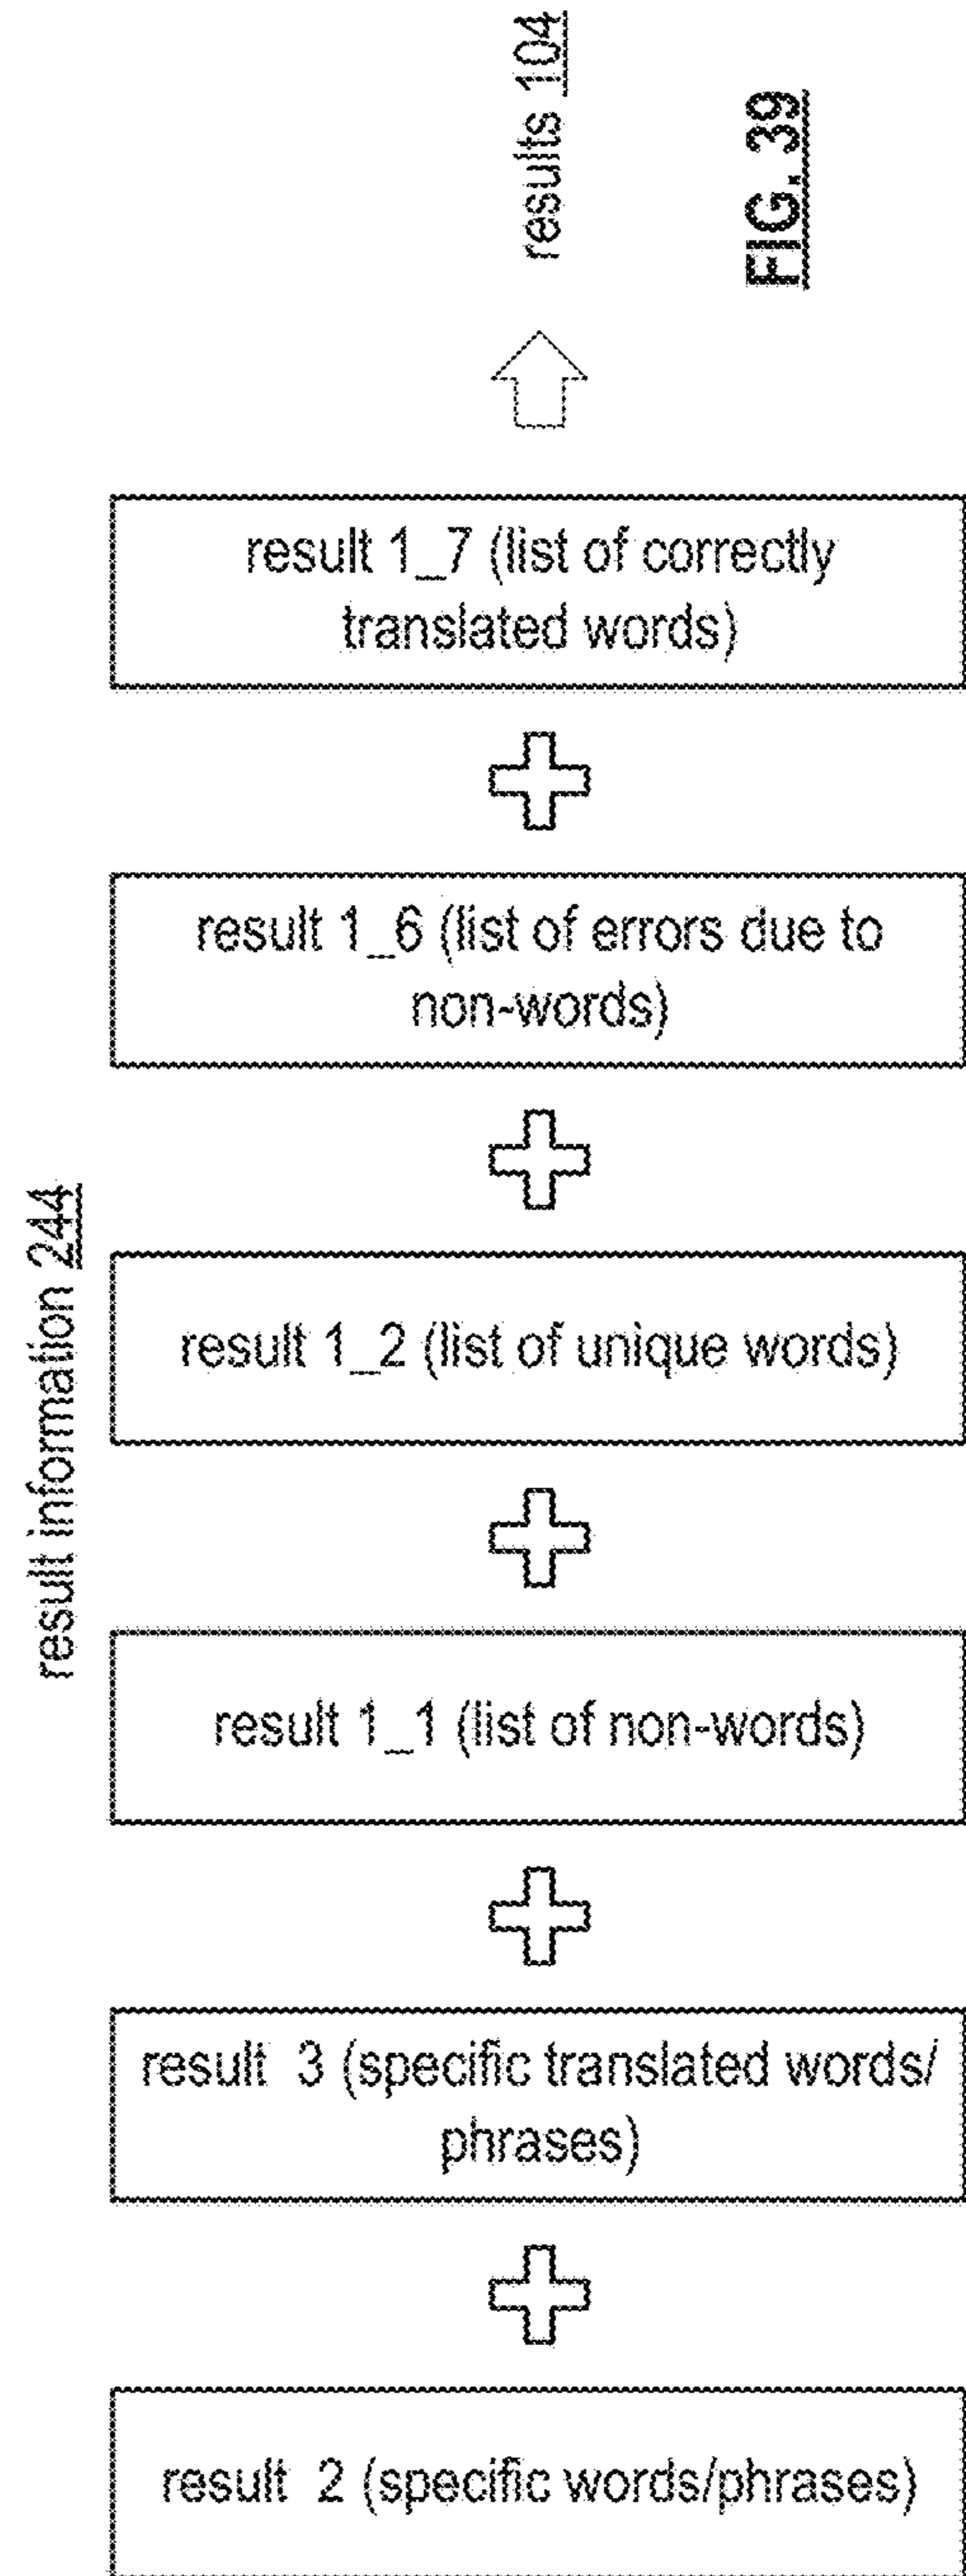 results 104
FIG. 39
result information 244
result 1_7 (list of correctly
translated words)
result 1_6 (list of errors due to
non-words)
result 1_2 (list of unique words)
result 1_1 (list of non-words)
result 3 (specific translated words/
phrases)
result 2 (specific words/phrases)